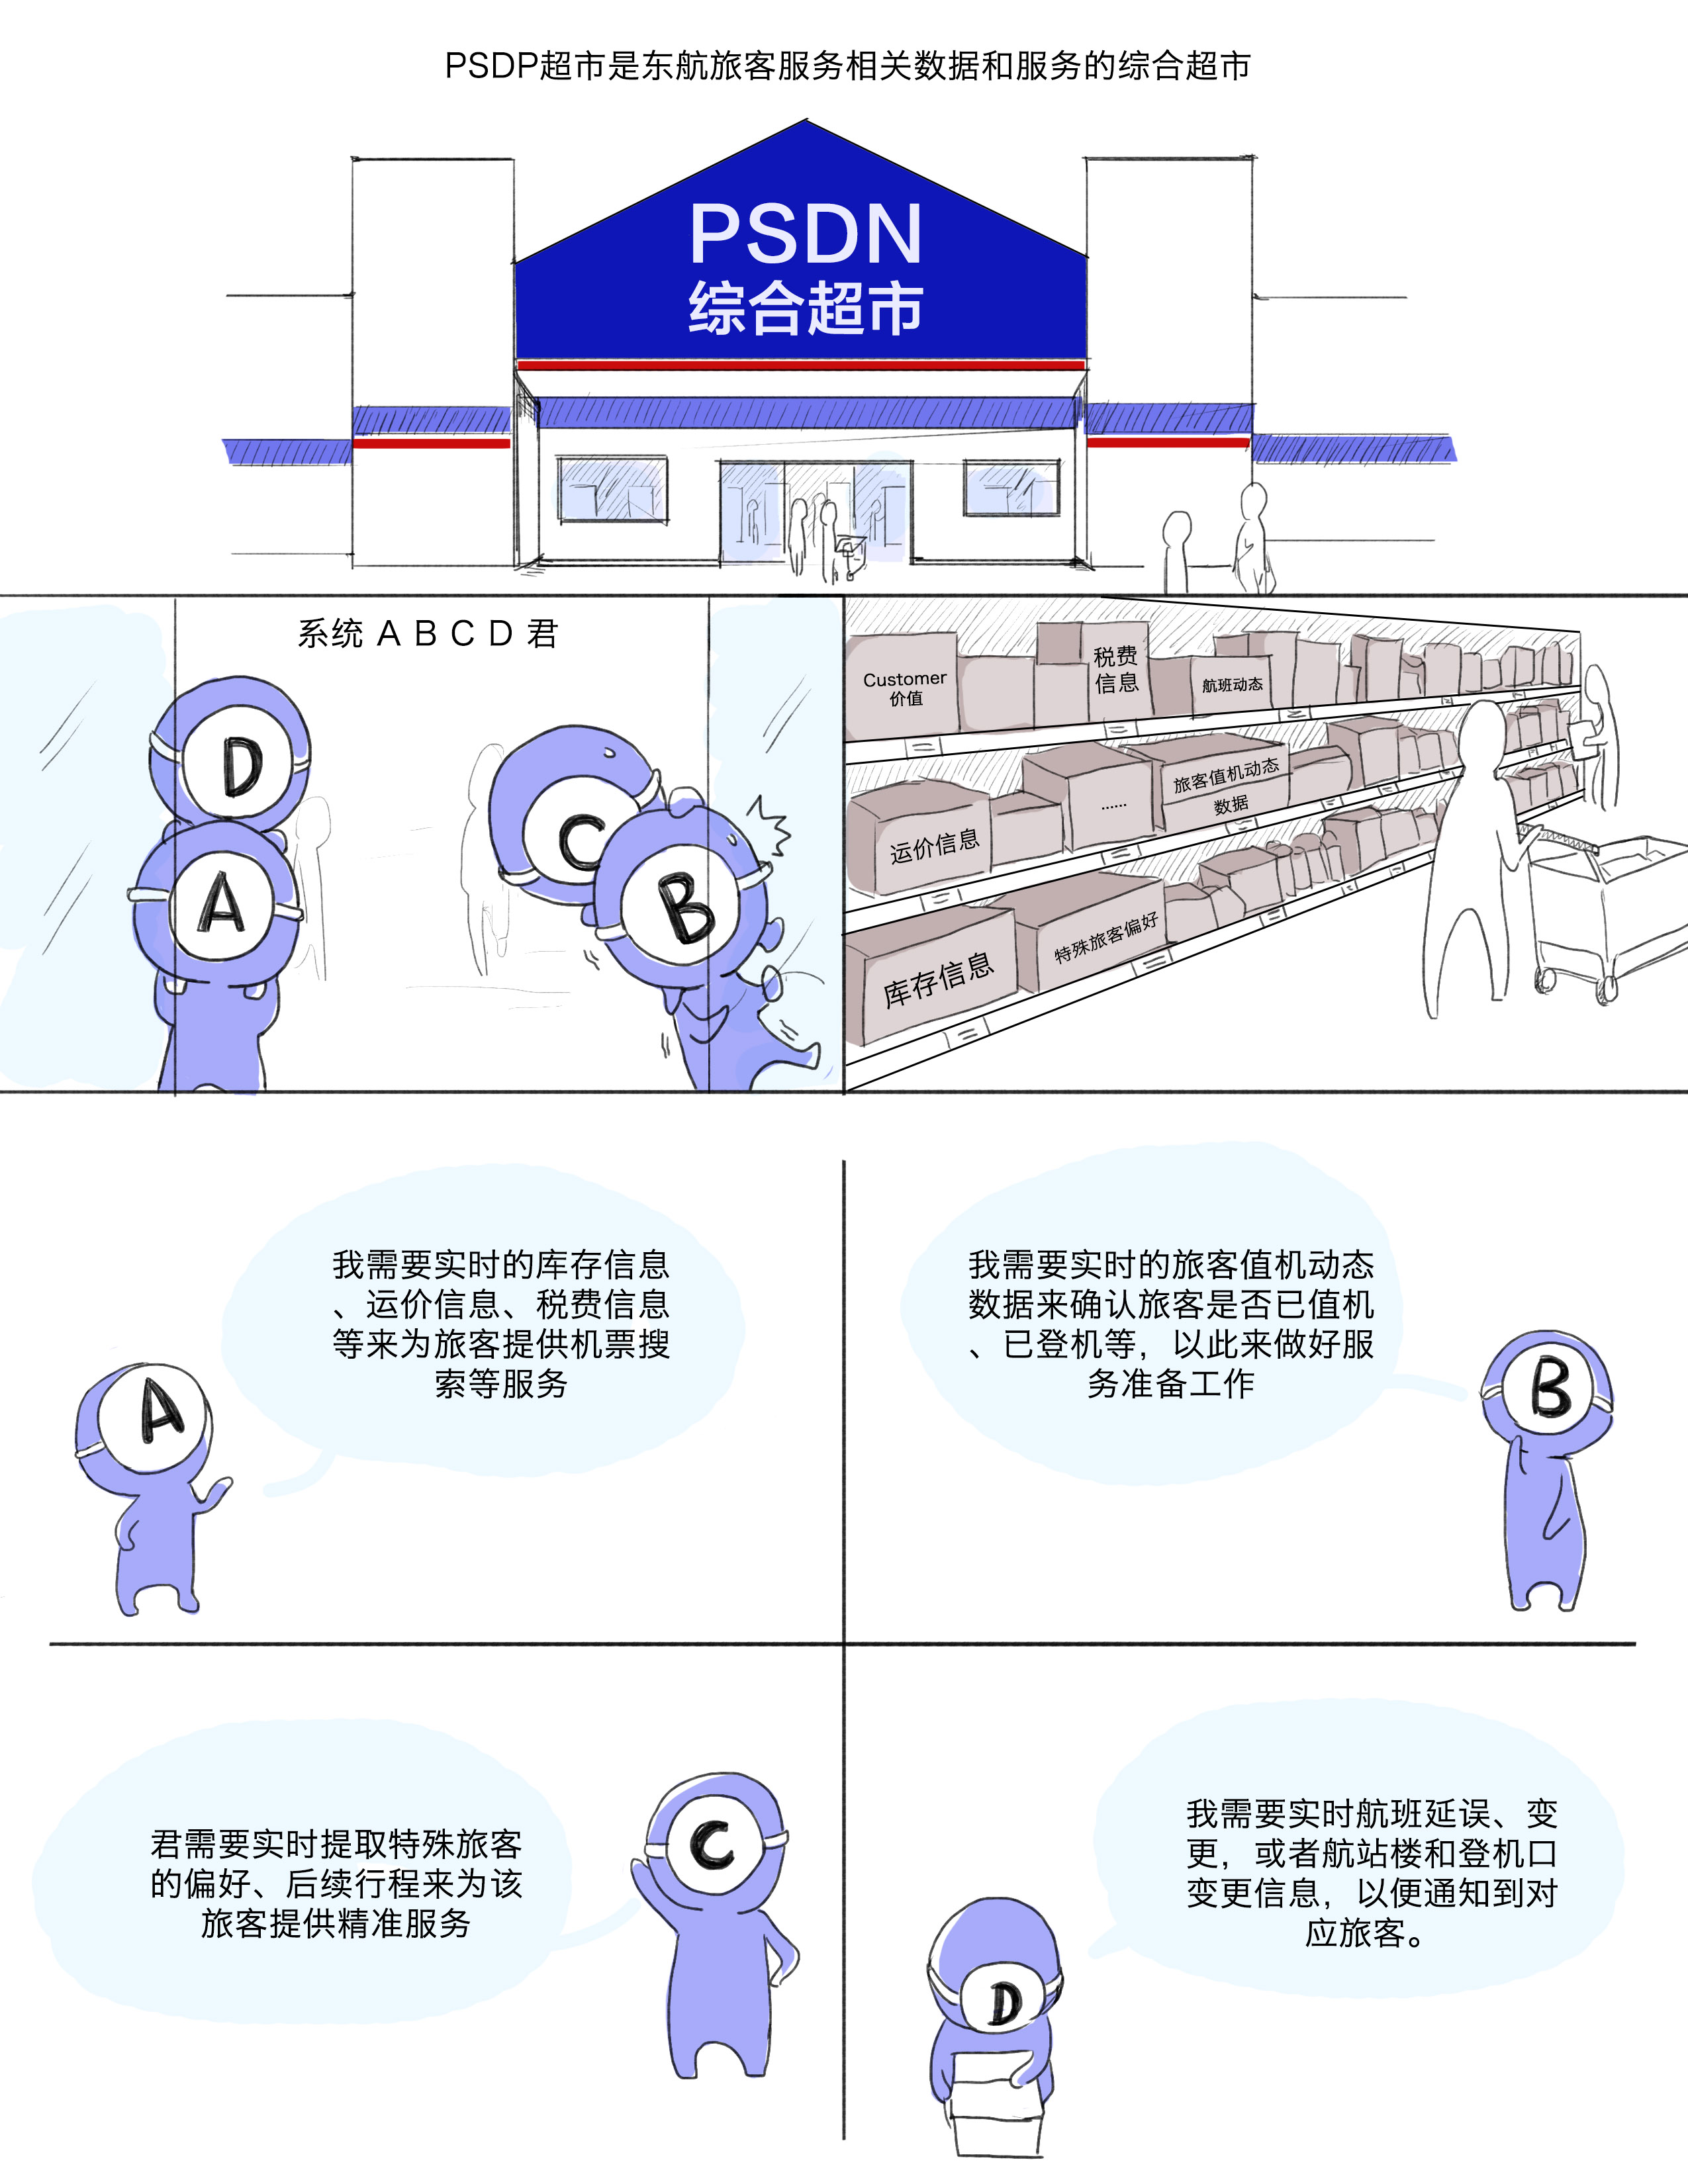 PSDP超市是东航旅客服务相关数据和服务的综合超市
PSDN
综合超市
系统 A B C D 君
D
A
C
B
Customer
价值
税费
信息
航班动态
运价信息
......
旅客值机动态
数据
库存信息
特殊旅客偏好
我需要实时的库存信息
、运价信息、税费信息
等来为旅客提供机票搜
索等服务
A
我需要实时的旅客值机动态
数据来确认旅客是否已值机
、已登机等，以此来做好服
务准备工作
B
君需要实时提取特殊旅客
的偏好、后续行程来为该
旅客提供精准服务
C
我需要实时航班延误、变
更，或者航站楼和登机口
变更信息，以便通知到对
应旅客。
D